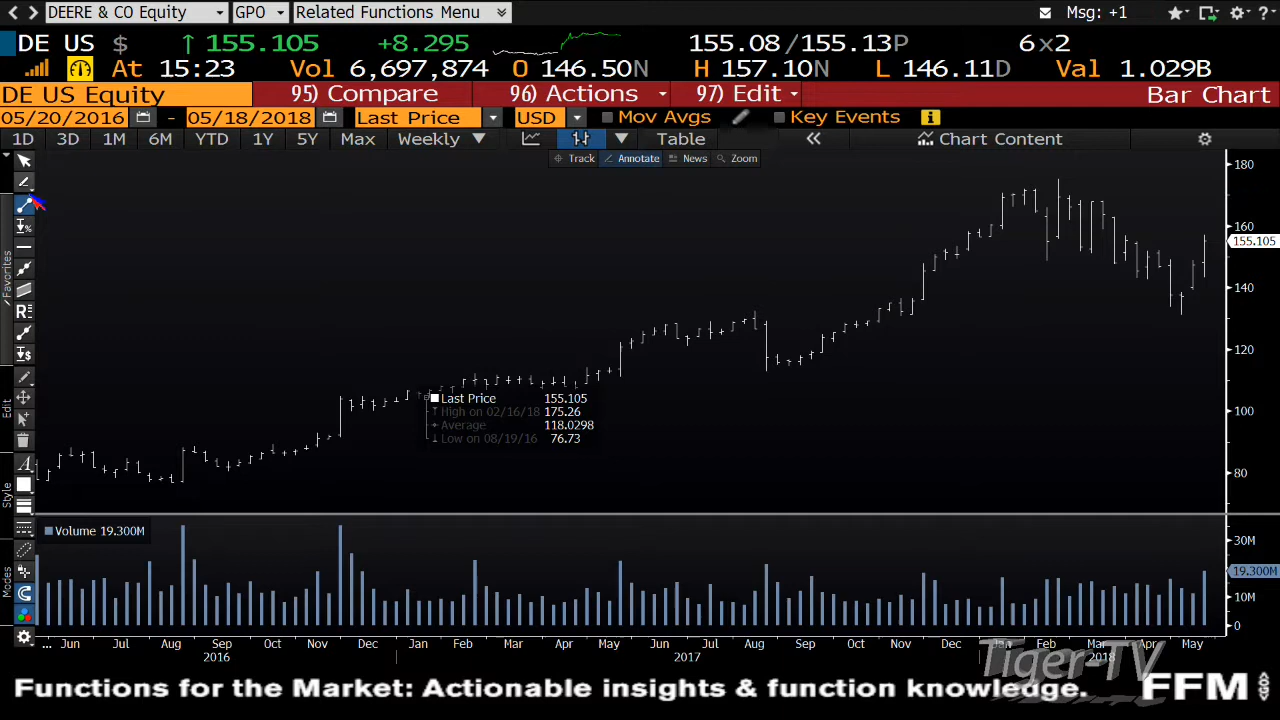 DEERE & CO Equity GPO Related Functions Menu Msg: +1
DE US $ ↑ 155.105 +8.295 155.08/155.13P 6x2
At 15:23 Vol 6,697,874 O 146.50N H 157.10N L 146.11D Val 1.029B
DE US Equity 95) Compare 96) Actions 97) Edit Bar Chart
05/20/2016 - 05/18/2018 Last Price USD Mov Avgs Key Events
1D 3D 1M 6M YTD 1Y 5Y Max Weekly Table « Chart Content
Track Annotate News Zoom
Favorites
Edit
Style
Modes
180
160
155.105
140
120
100
80
Last Price 155.105
High on 02/16/18 175.26
Average 118.0298
Low on 08/19/16 76.73
Volume 19.300M
30M
19.300M
10M
0
... Jun Jul Aug Sep Oct Nov Dec Jan Feb Mar Apr May Jun Jul Aug Sep Oct Nov Dec Jan Feb Mar Apr May
2016 2017 2018
Tiger-TV
Functions for the Market: Actionable insights & function knowledge. FFM